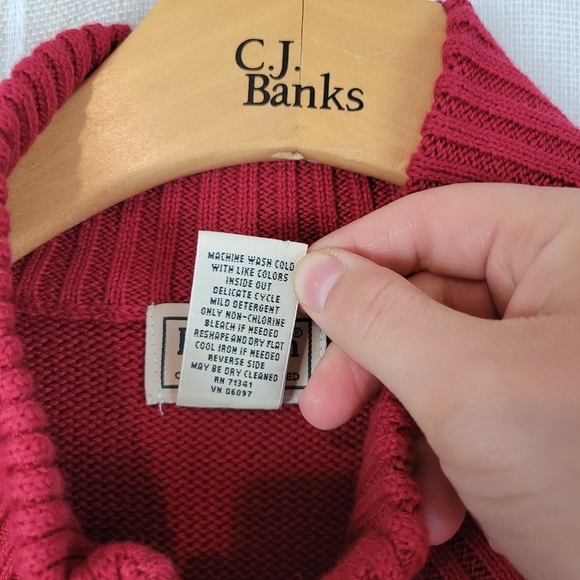 C.J.
Banks
MACHINE WASH COLD
WITH LIKE COLORS
INSIDE OUT
DELICATE CYCLE
MILD DETERGENT
ONLY NON-CHLORINE
BLEACH IF NEEDED
RESHAPE AND DRY FLAT
COOL IRON IF NEEDED
REVERSE SIDE
MAY BE DRY CLEANED
RN 71341
VN 06097